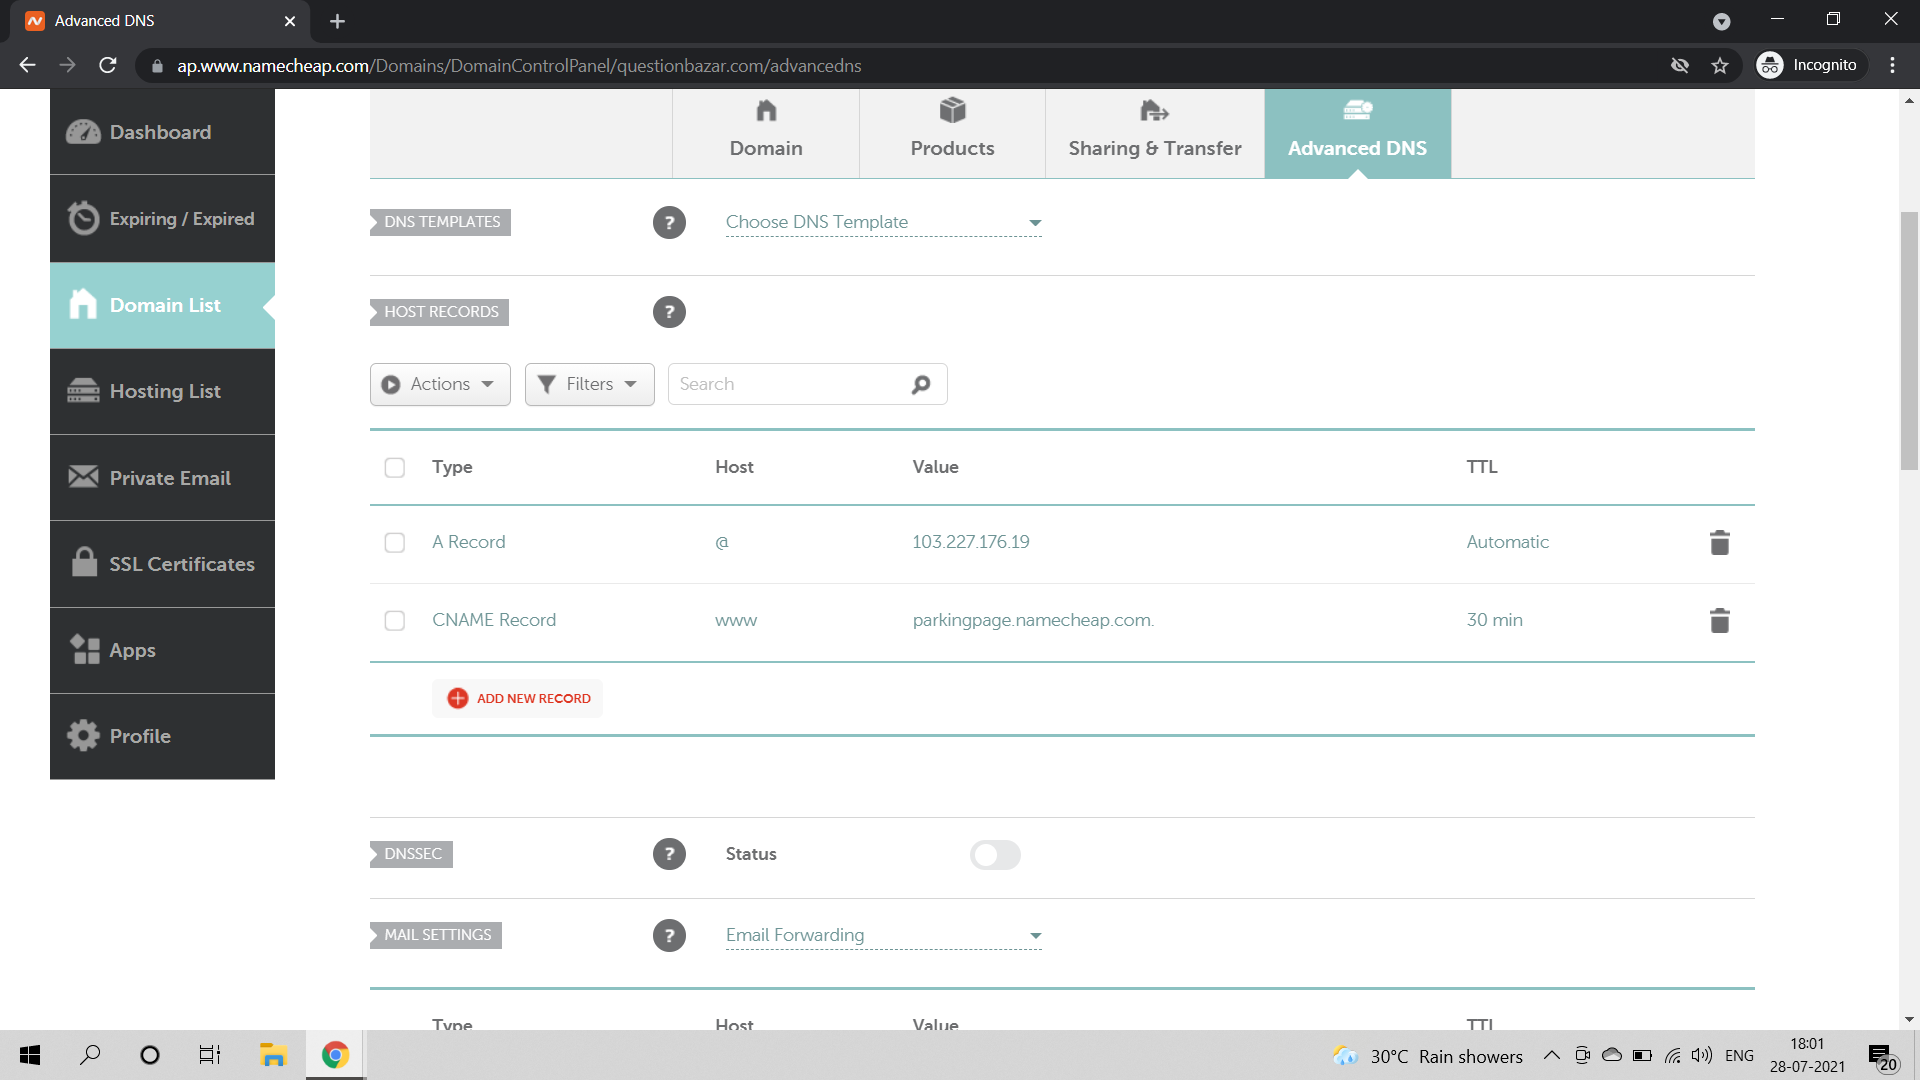 Advanced DNS
ap.www.namecheap.com/Domains/DomainControlPanel/questionbazar.com/advancedns
Incognito
Dashboard
Expiring / Expired
Domain List
Hosting List
Private Email
SSL Certificates
Apps
Profile
Domain
Products
Sharing & Transfer
Advanced DNS
DNS TEMPLATES ? Choose DNS Template
HOST RECORDS ?
Actions Filters Search
Type Host Value TTL
A Record @ 103.227.176.19 Automatic
CNAME Record www parkingpage.namecheap.com. 30 min
ADD NEW RECORD
DNSSEC ? Status
MAIL SETTINGS ? Email Forwarding
Type Host Value TTL
30°C Rain showers
ENG
18:01
28-07-2021
20